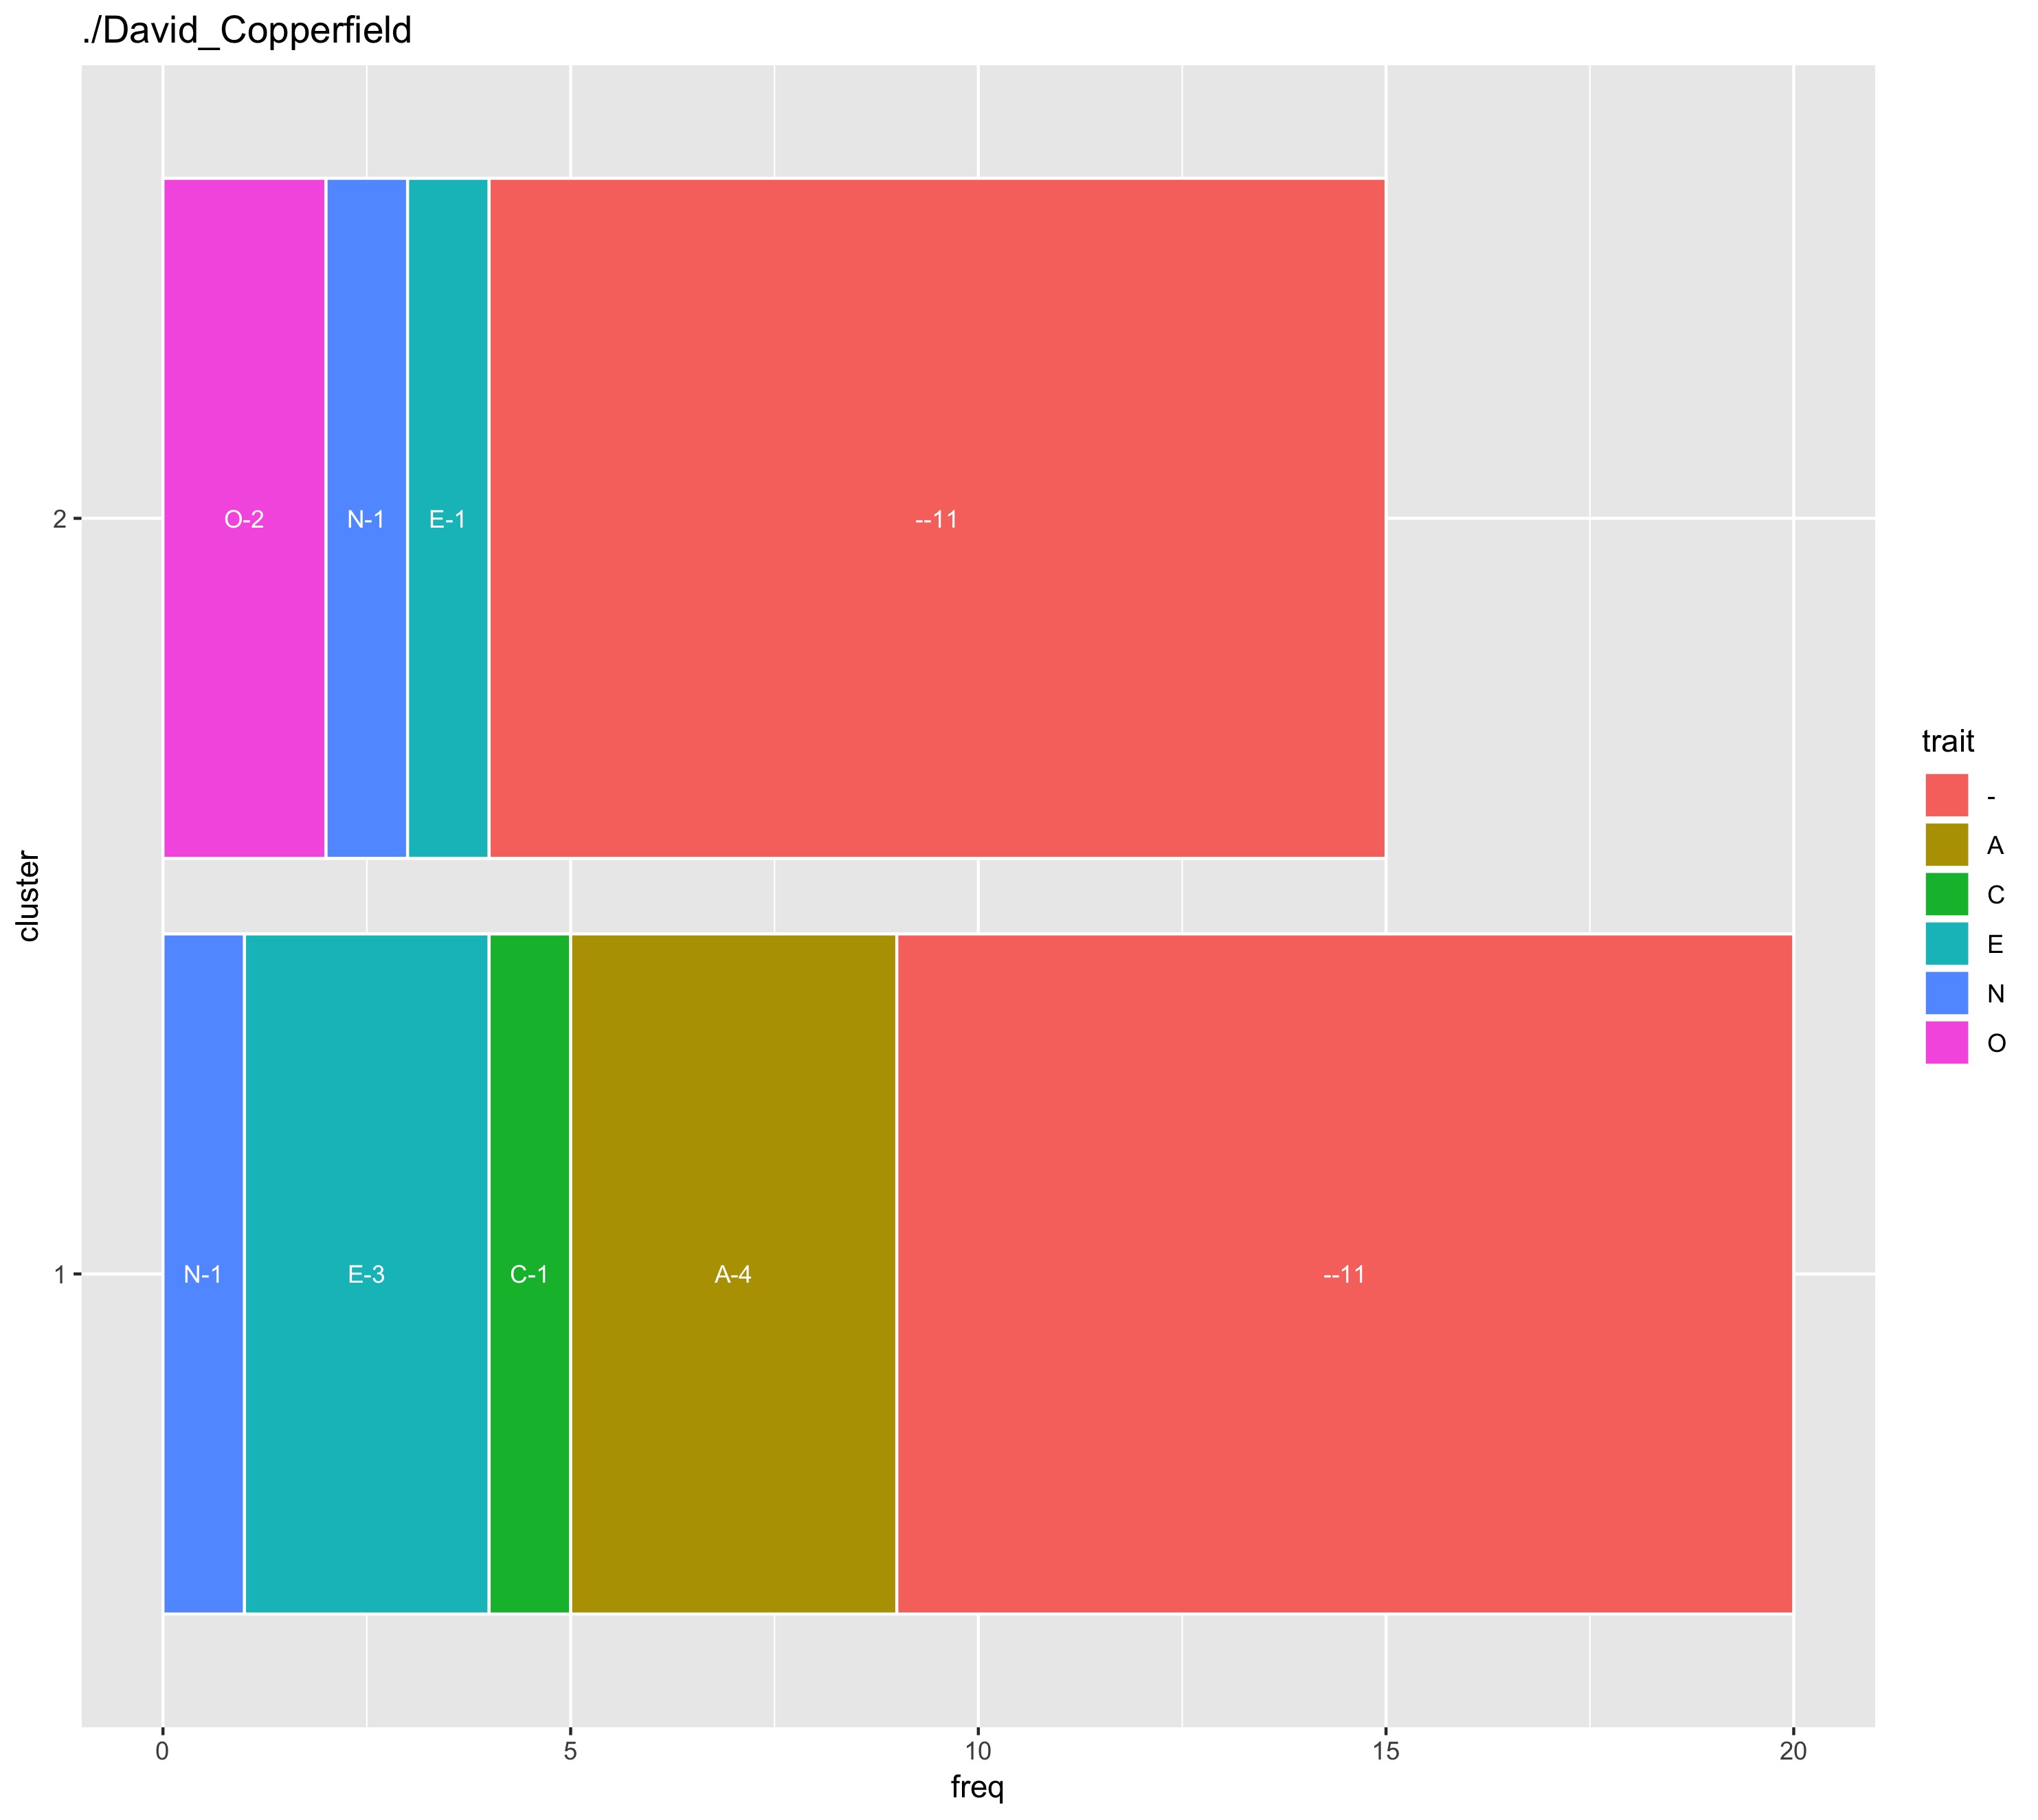 ./David_Copperfield
cluster
2
O-2 N-1 E-1 --11
1
N-1 E-3 C-1 A-4 --11
0 5 10 15 20
freq
trait
-
A
C
E
N
O